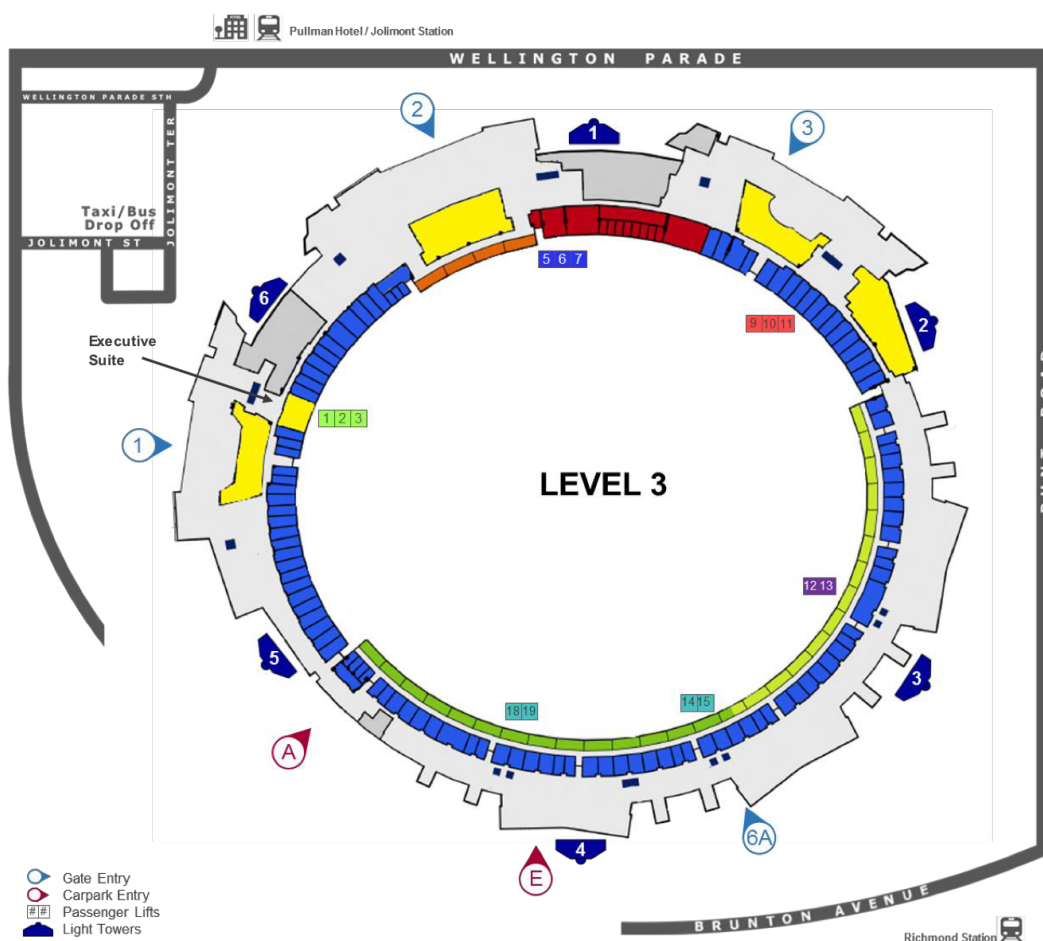 Pullman Hotel / Jolimont Station
WELLINGTON PARADE
WELLINGTON PARADE STH
JOLIMONT TER
2
1
3
Taxi/Bus
Drop Off
JOLIMONT ST
5 6 7
6
9 10 11
2
Executive
Suite
1 2 3
1
LEVEL 3
12 13
5
3
14 15
18 19
A
6A
4
E
Gate Entry
Carpark Entry
## Passenger Lifts
Light Towers
BRUNTON AVENUE
Richmond Station